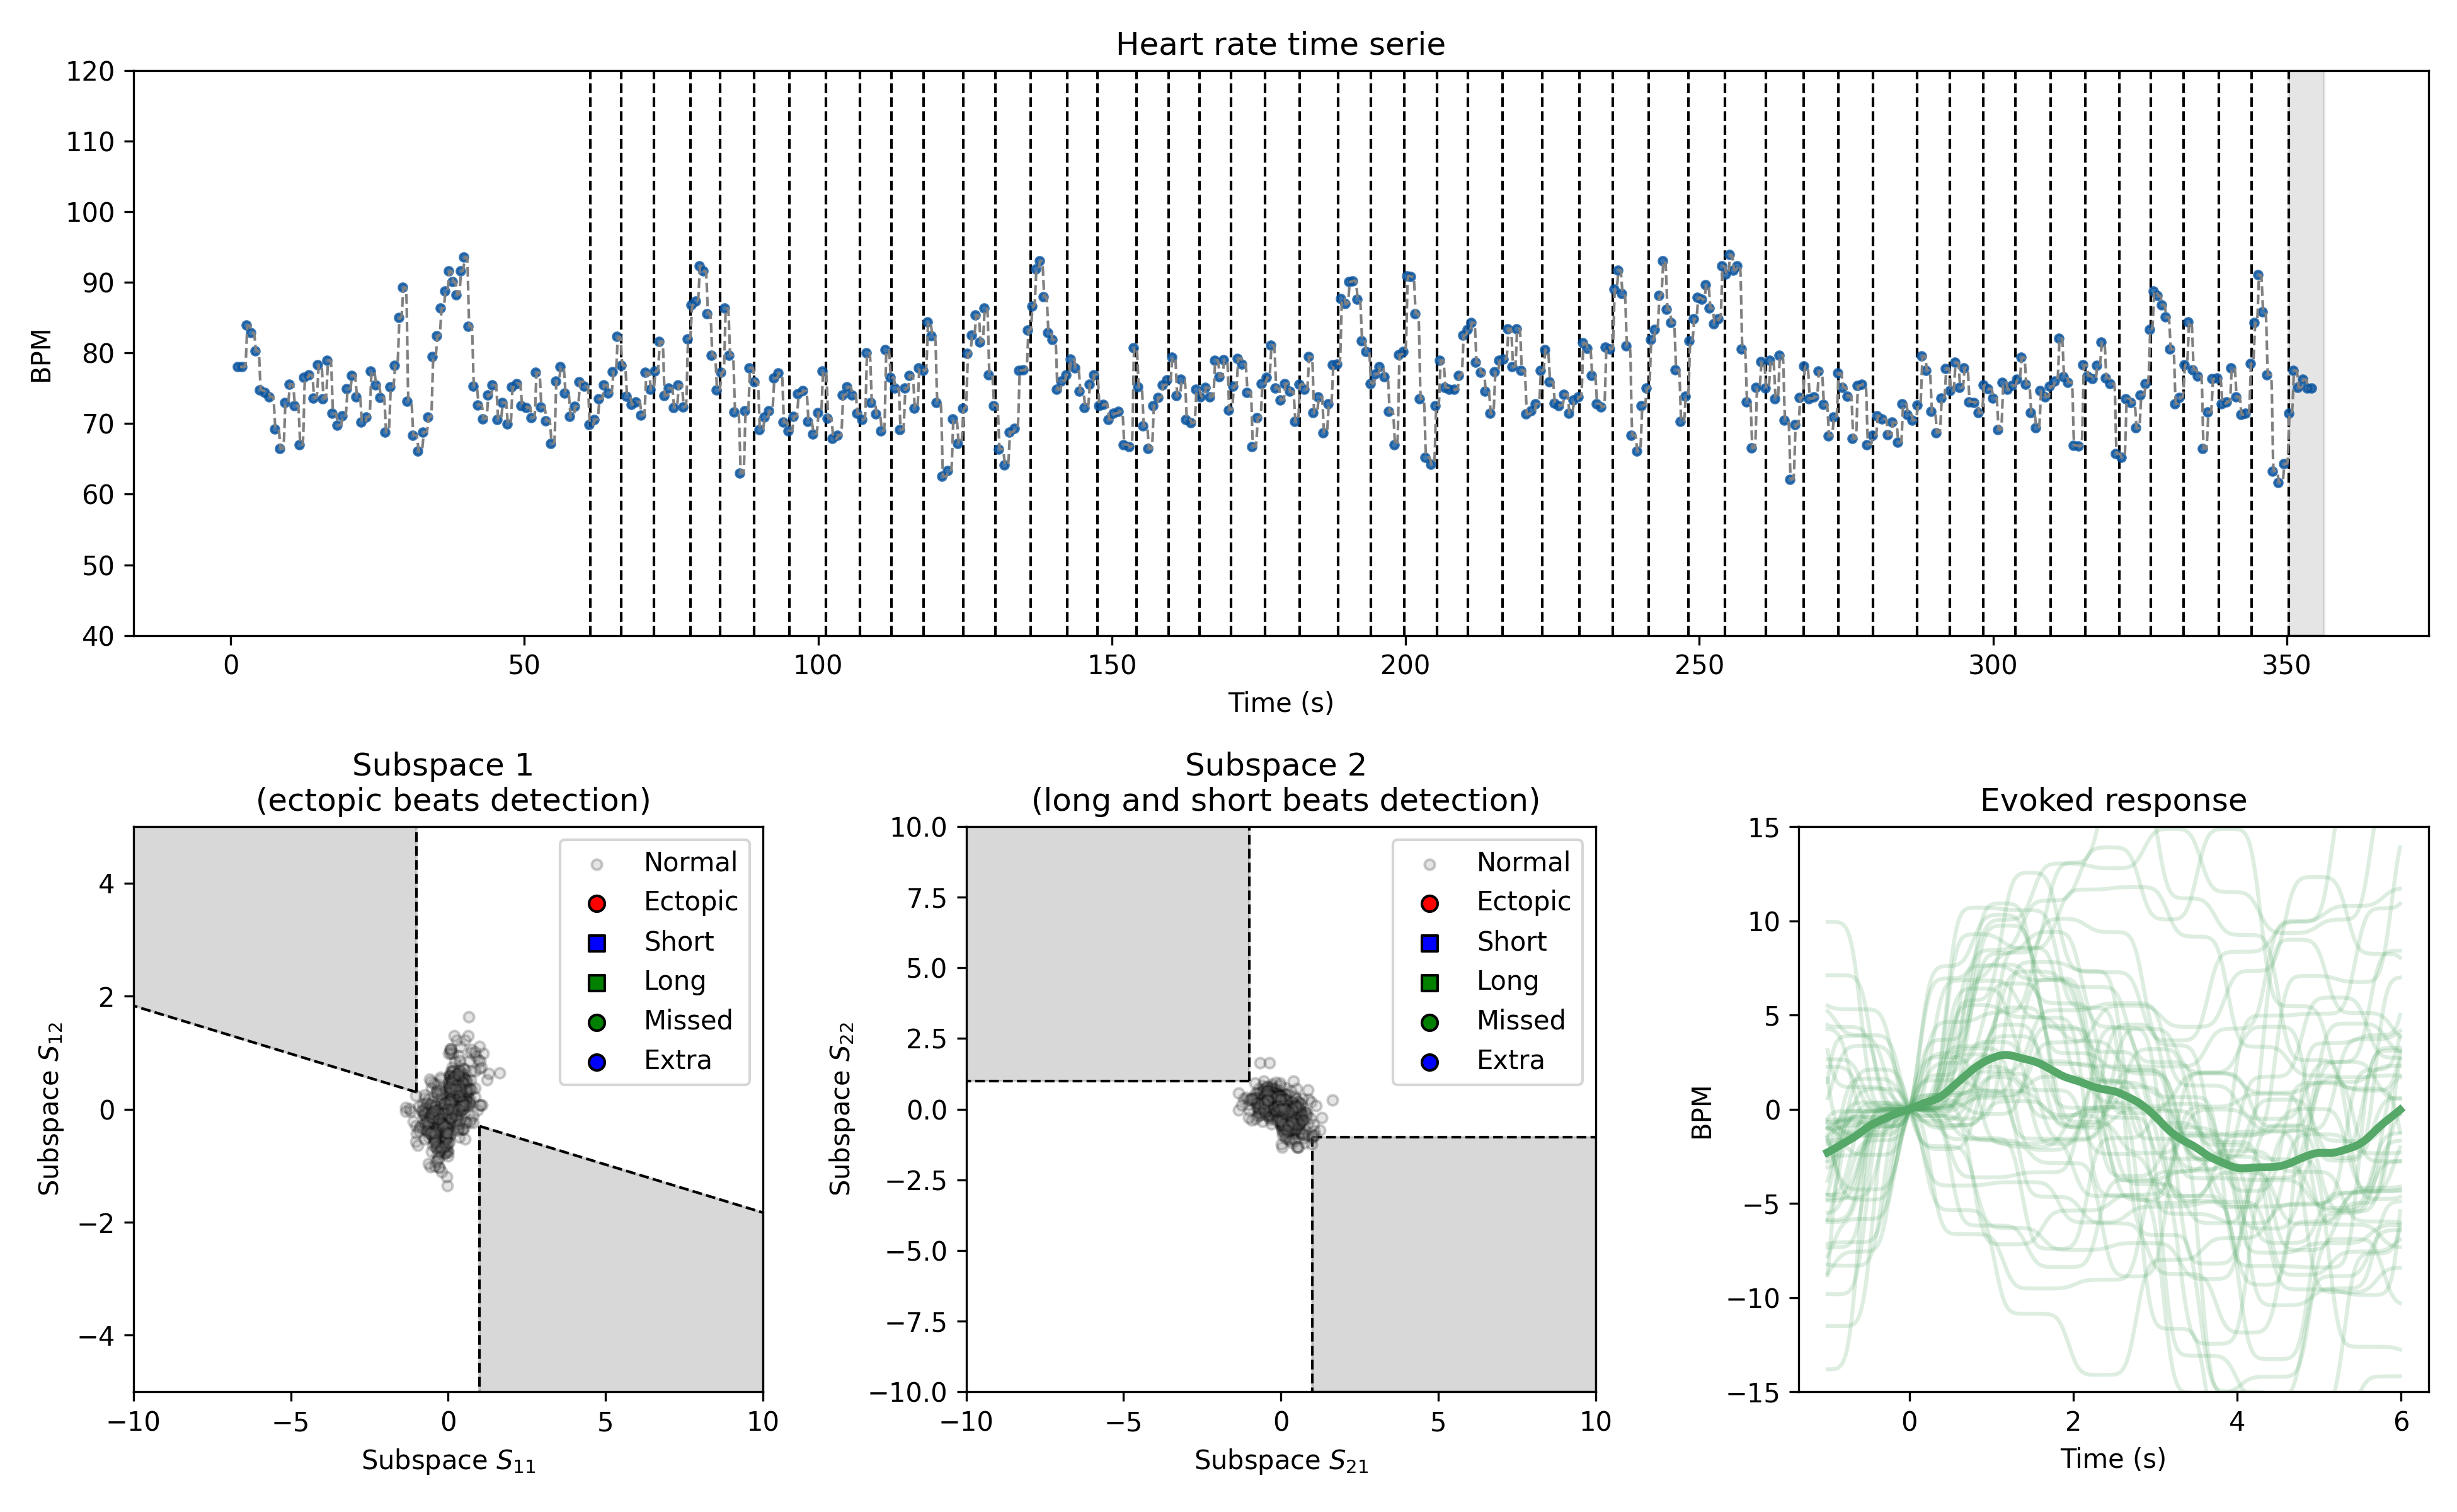 Heart rate time serie
120
110
100
90
80
70
60
50
40
BPM
0 50 100 150 200 250 300 350
Time (s)
Subspace 1
(ectopic beats detection)
4
2
0
−2
−4
Subspace S12
Normal
Ectopic
Short
Long
Missed
Extra
−10 −5 0 5 10
Subspace S11
Subspace 2
(long and short beats detection)
10.0
7.5
5.0
2.5
0.0
−2.5
−5.0
−7.5
−10.0
Subspace S22
Normal
Ectopic
Short
Long
Missed
Extra
−10 −5 0 5 10
Subspace S21
Evoked response
15
10
5
0
−5
−10
−15
BPM
0 2 4 6
Time (s)